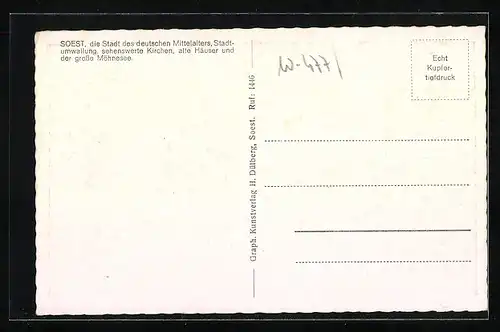 SOEST, die Stadt des deutschen Mittelalters, Stadt-
umwallung, sehenswerte Kirchen, alte Häuser und
der große Möhnesee.
W-477/
Echt
Kupfer-
tiefdruck
Graph. Kunstverlag H. Dülberg, Soest. Ruf: 1446